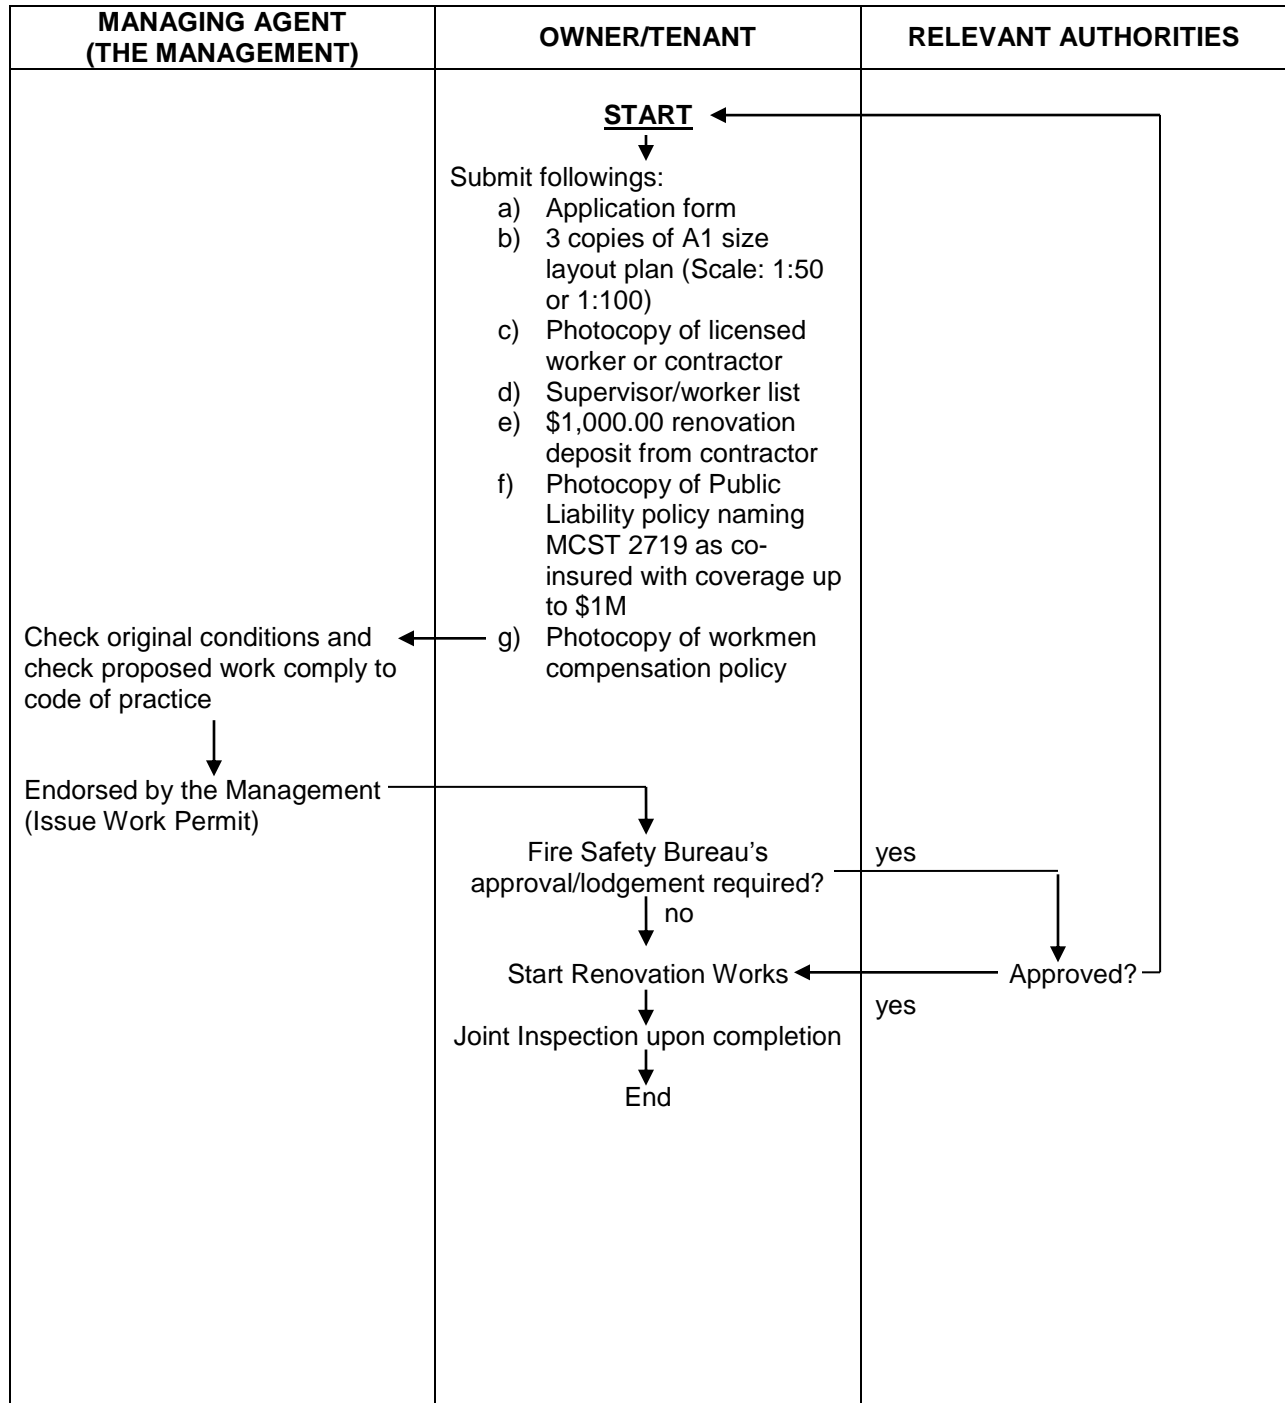 MANAGING AGENT
(THE MANAGEMENT)
OWNER/TENANT
RELEVANT AUTHORITIES
START
Submit followings:
a) Application form
b) 3 copies of A1 size
layout plan (Scale: 1:50
or 1:100)
c) Photocopy of licensed
worker or contractor
d) Supervisor/worker list
e) $1,000.00 renovation
deposit from contractor
f) Photocopy of Public
Liability policy naming
MCST 2719 as co-
insured with coverage up
to $1M
g) Photocopy of workmen
compensation policy
Check original conditions and
check proposed work comply to
code of practice
Endorsed by the Management
(Issue Work Permit)
Fire Safety Bureau’s
approval/lodgement required?
yes
no
Start Renovation Works
Approved?
yes
Joint Inspection upon completion
End